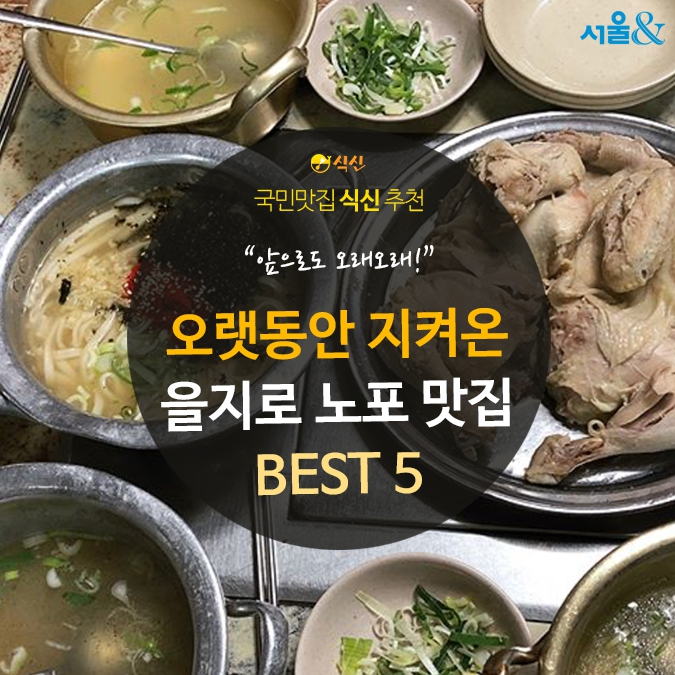 서울&
식신
국민맛집 식신 추천
“앞으로도 오래오래!”
오랫동안 지켜온
을지로 노포 맛집
BEST 5